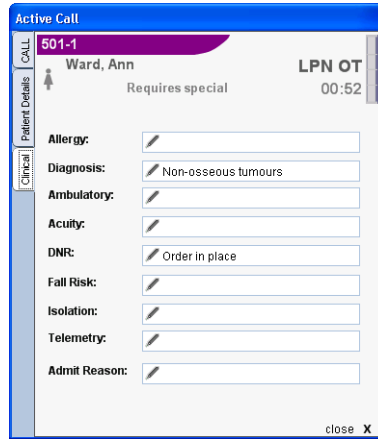 Active Call
CALL
Patient Details
Clinical
501-1
Ward, Ann
LPN OT
Requires special
00:52
Allergy:
Diagnosis: Non-osseous tumours
Ambulatory:
Acuity:
DNR: Order in place
Fall Risk:
Isolation:
Telemetry:
Admit Reason:
close X